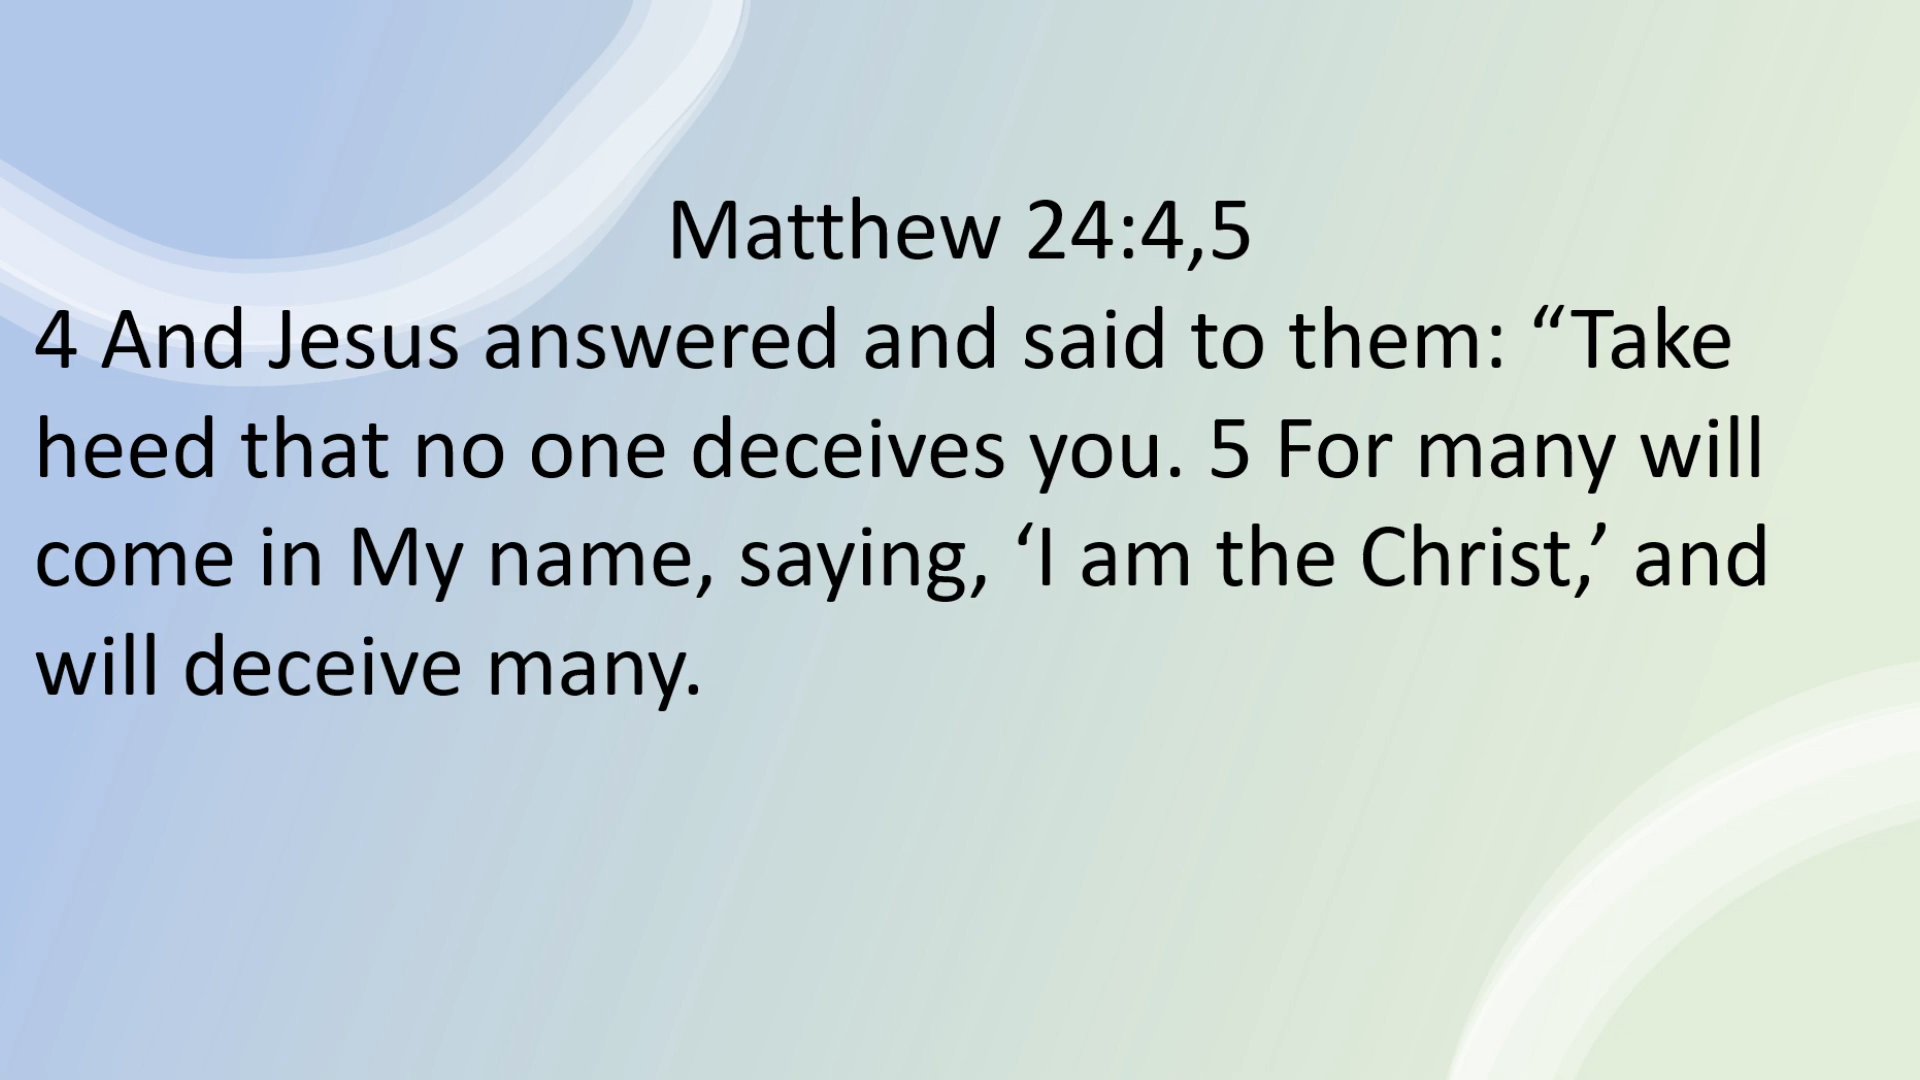 Matthew 24:4,5
4 And Jesus answered and said to them: “Take
heed that no one deceives you. 5 For many will
come in My name, saying, ‘I am the Christ,’ and
will deceive many.